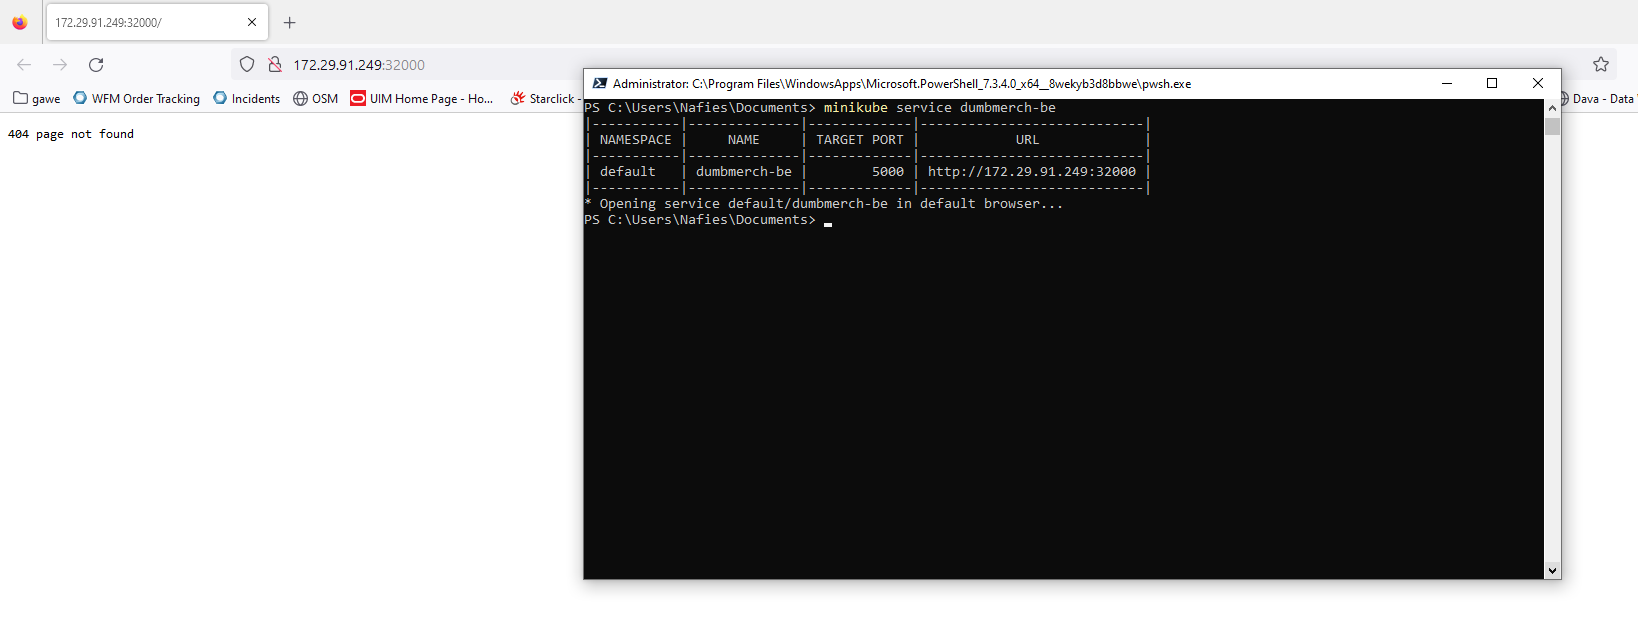 172.29.91.249:32000/
172.29.91.249:32000
gawe WFM Order Tracking Incidents OSM UIM Home Page - Ho... Starclick - Dava - Data
404 page not found
Administrator: C:\Program Files\WindowsApps\Microsoft.PowerShell_7.3.4.0_x64__8wekyb3d8bbwe\pwsh.exe
PS C:\Users\Nafies\Documents> minikube service dumbmerch-be
|-----------|--------------|-------------|----------------------------|
| NAMESPACE |     NAME     | TARGET PORT |            URL             |
|-----------|--------------|-------------|----------------------------|
| default   | dumbmerch-be |        5000 | http://172.29.91.249:32000 |
|-----------|--------------|-------------|----------------------------|
* Opening service default/dumbmerch-be in default browser...
PS C:\Users\Nafies\Documents>